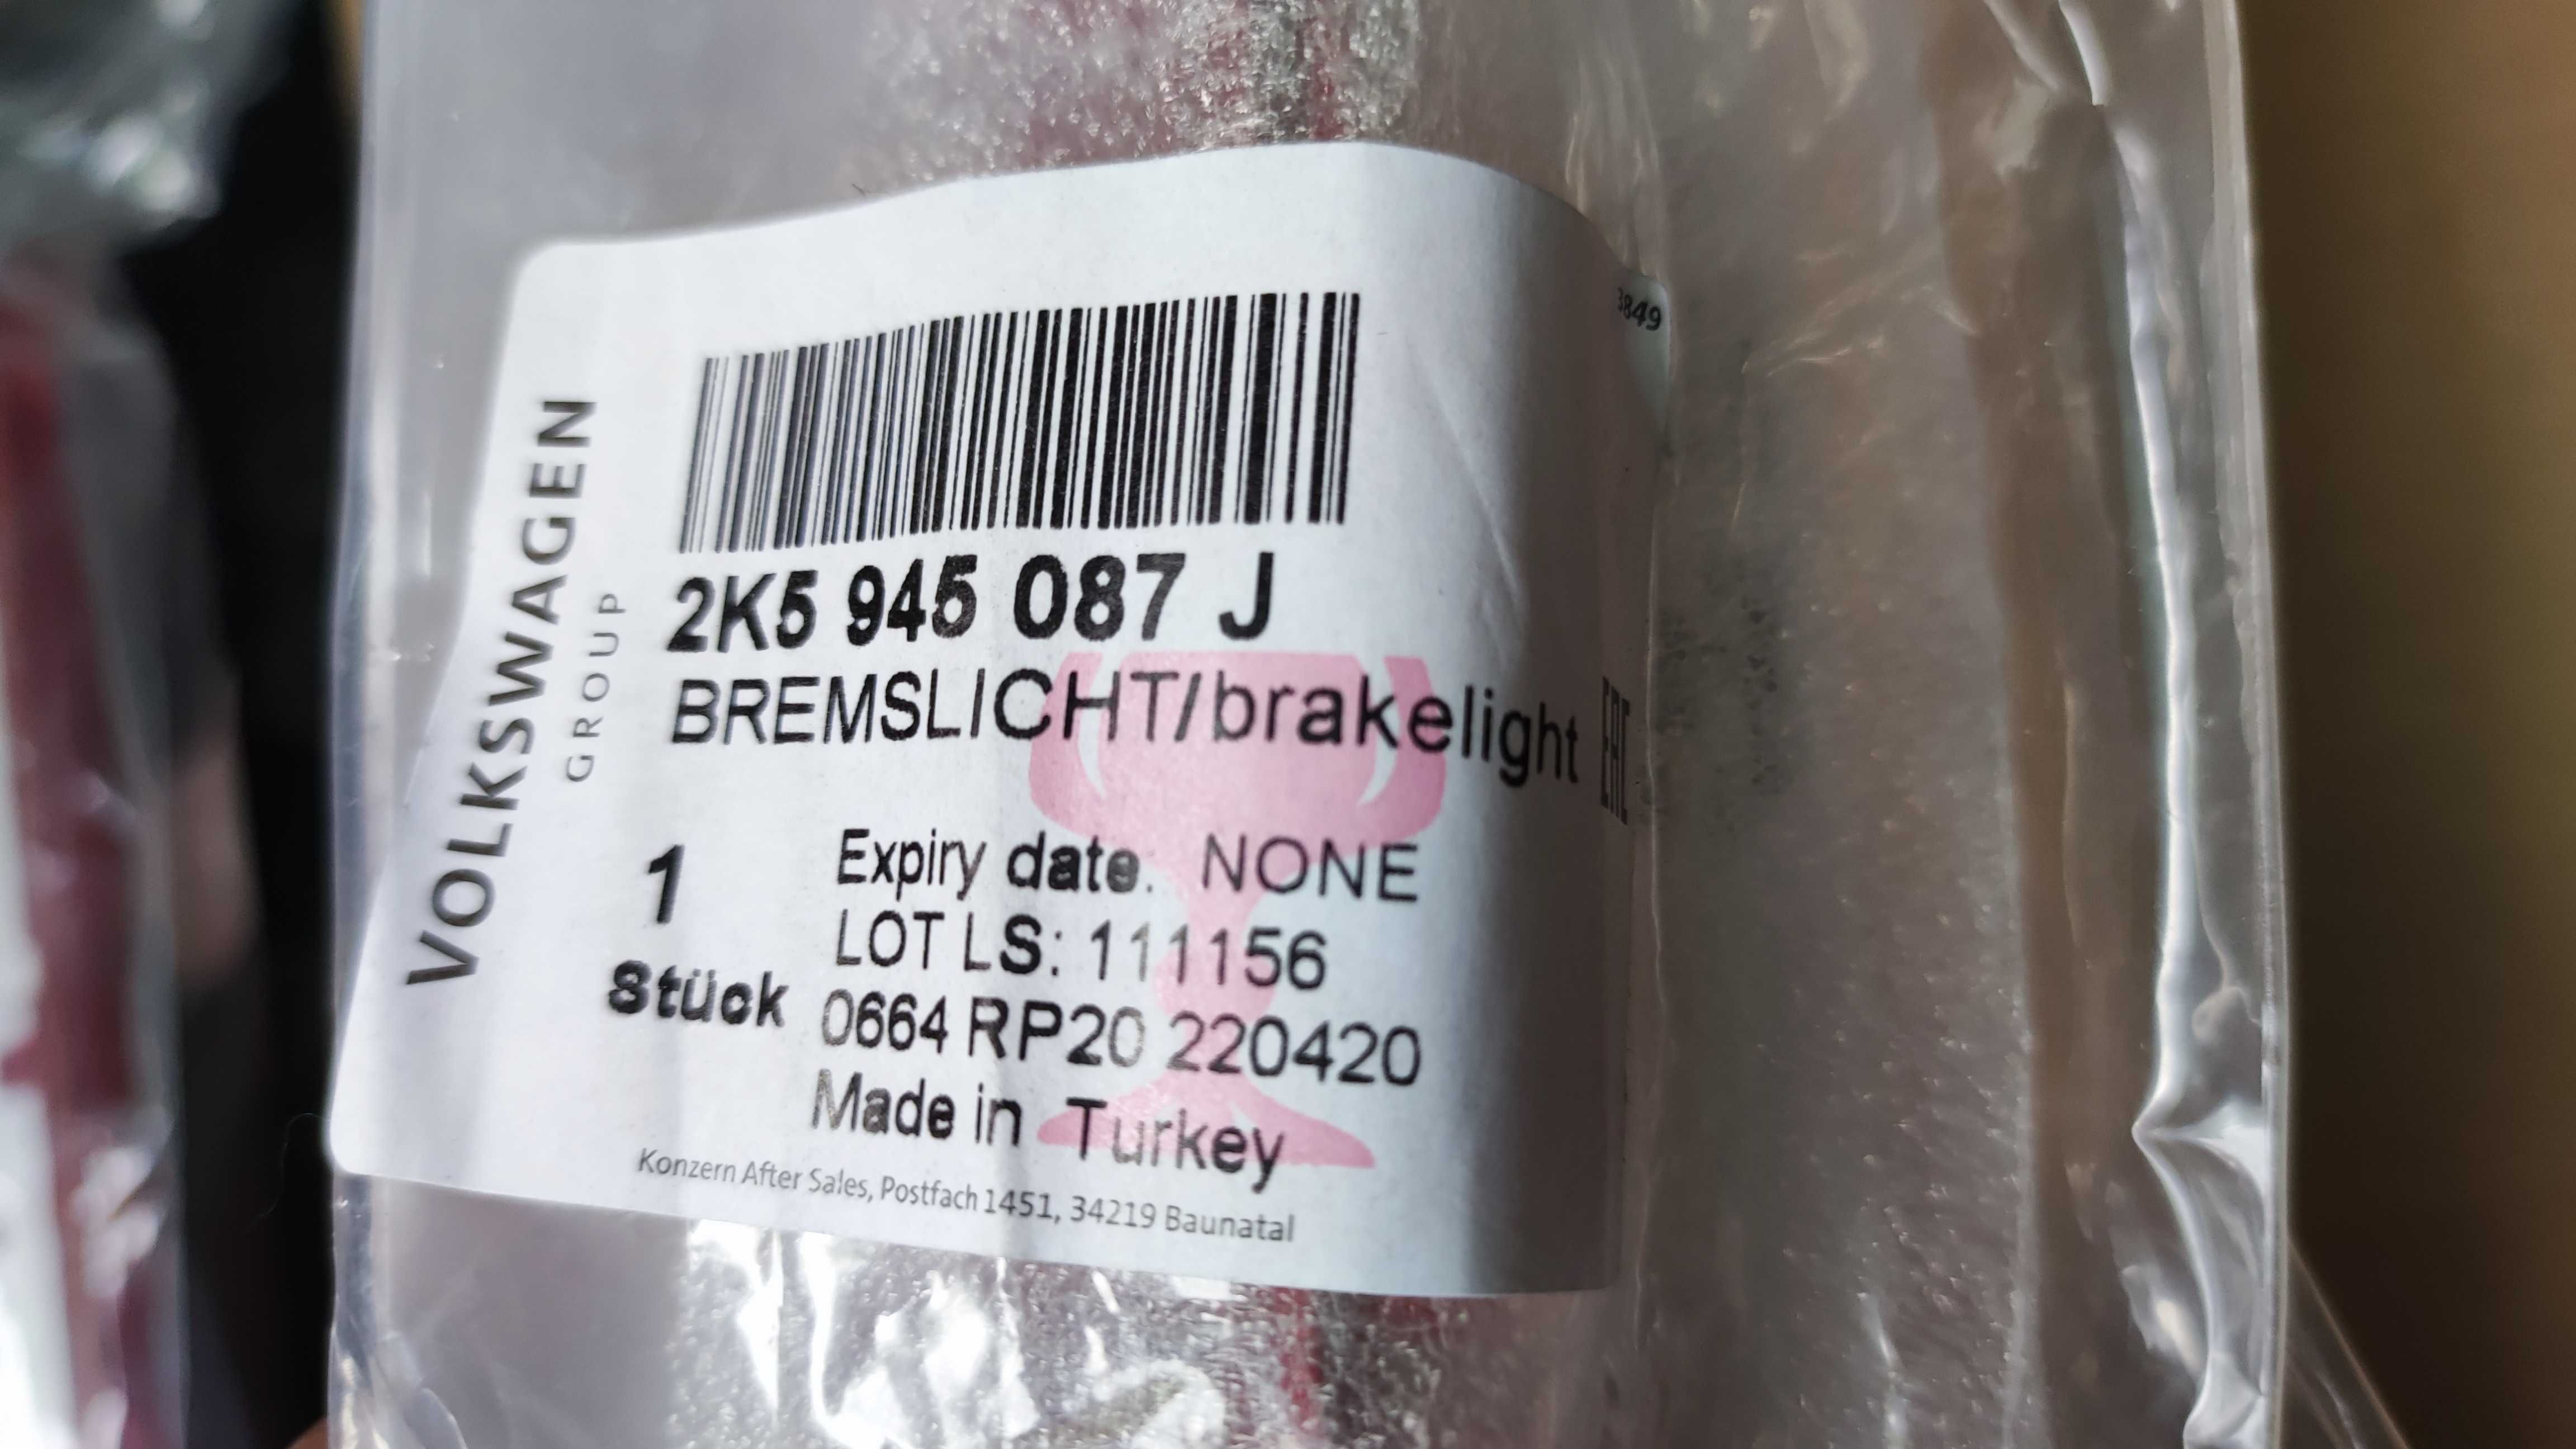 3849
VOLKSWAGEN
GROUP
2K5 945 087 J
BREMSLICHT/brakelight
EAC
1
Stück
Expiry date. NONE
LOT LS: 111156
0664 RP20 220420
Made in Turkey
Konzern After Sales, Postfach 1451, 34219 Baunatal